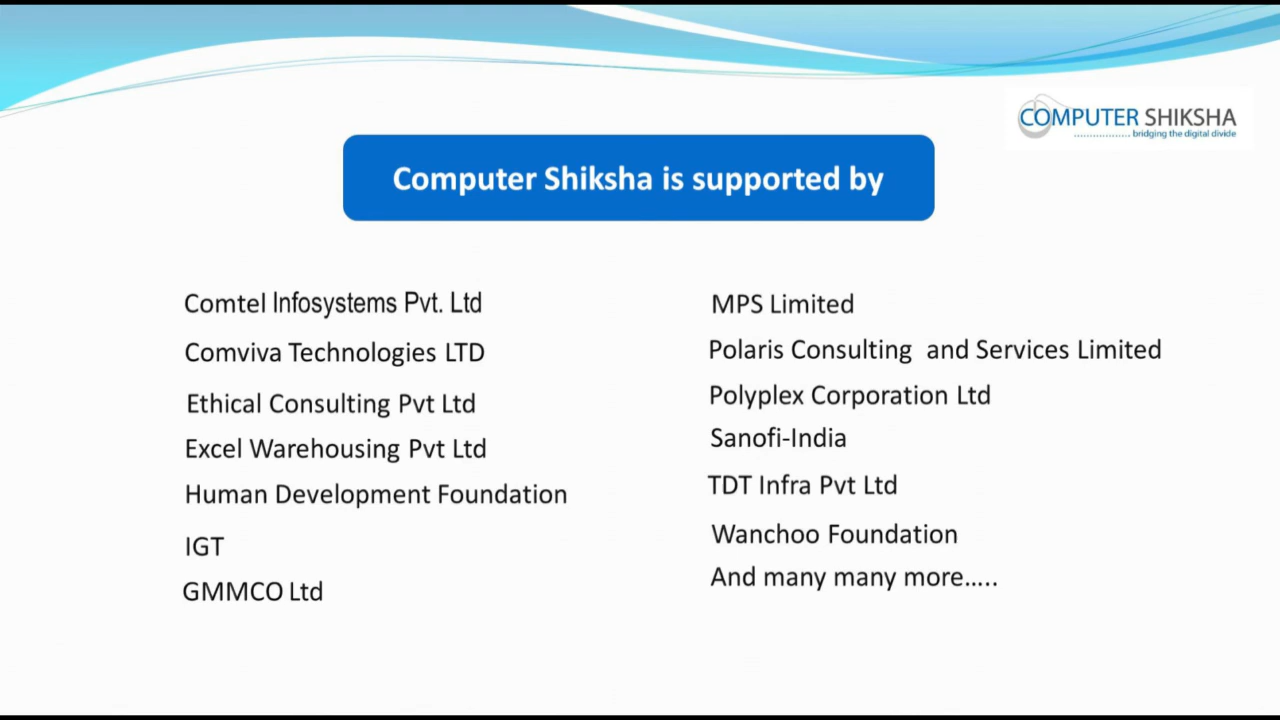 COMPUTER SHIKSHA
bridging the digital divide
Computer Shiksha is supported by
Comtel Infosystems Pvt. Ltd
Comviva Technologies LTD
Ethical Consulting Pvt Ltd
Excel Warehousing Pvt Ltd
Human Development Foundation
IGT
GMMCO Ltd
MPS Limited
Polaris Consulting and Services Limited
Polyplex Corporation Ltd
Sanofi-India
TDT Infra Pvt Ltd
Wanchoo Foundation
And many many more.....